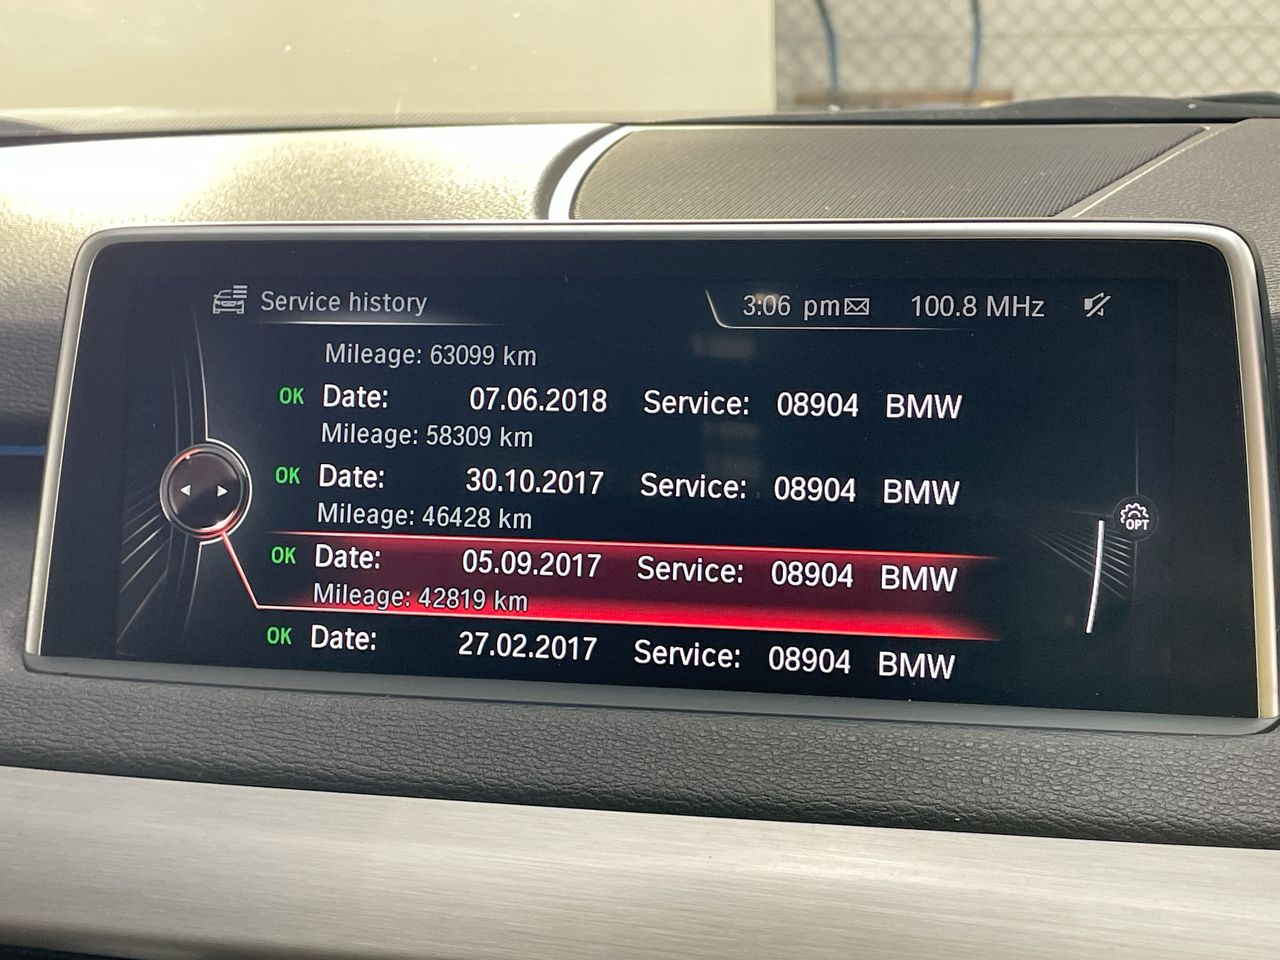 Service history 3:06 pm 100.8 MHz
Mileage: 63099 km
OK Date: 07.06.2018 Service: 08904 BMW
Mileage: 58309 km
OK Date: 30.10.2017 Service: 08904 BMW
Mileage: 46428 km
OK Date: 05.09.2017 Service: 08904 BMW
Mileage: 42819 km
OK Date: 27.02.2017 Service: 08904 BMW
OPT